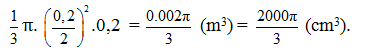 1/3 π. (0,2/2)². 0,2 = 0.002π/3 (m³) = 2000π/3 (cm³).